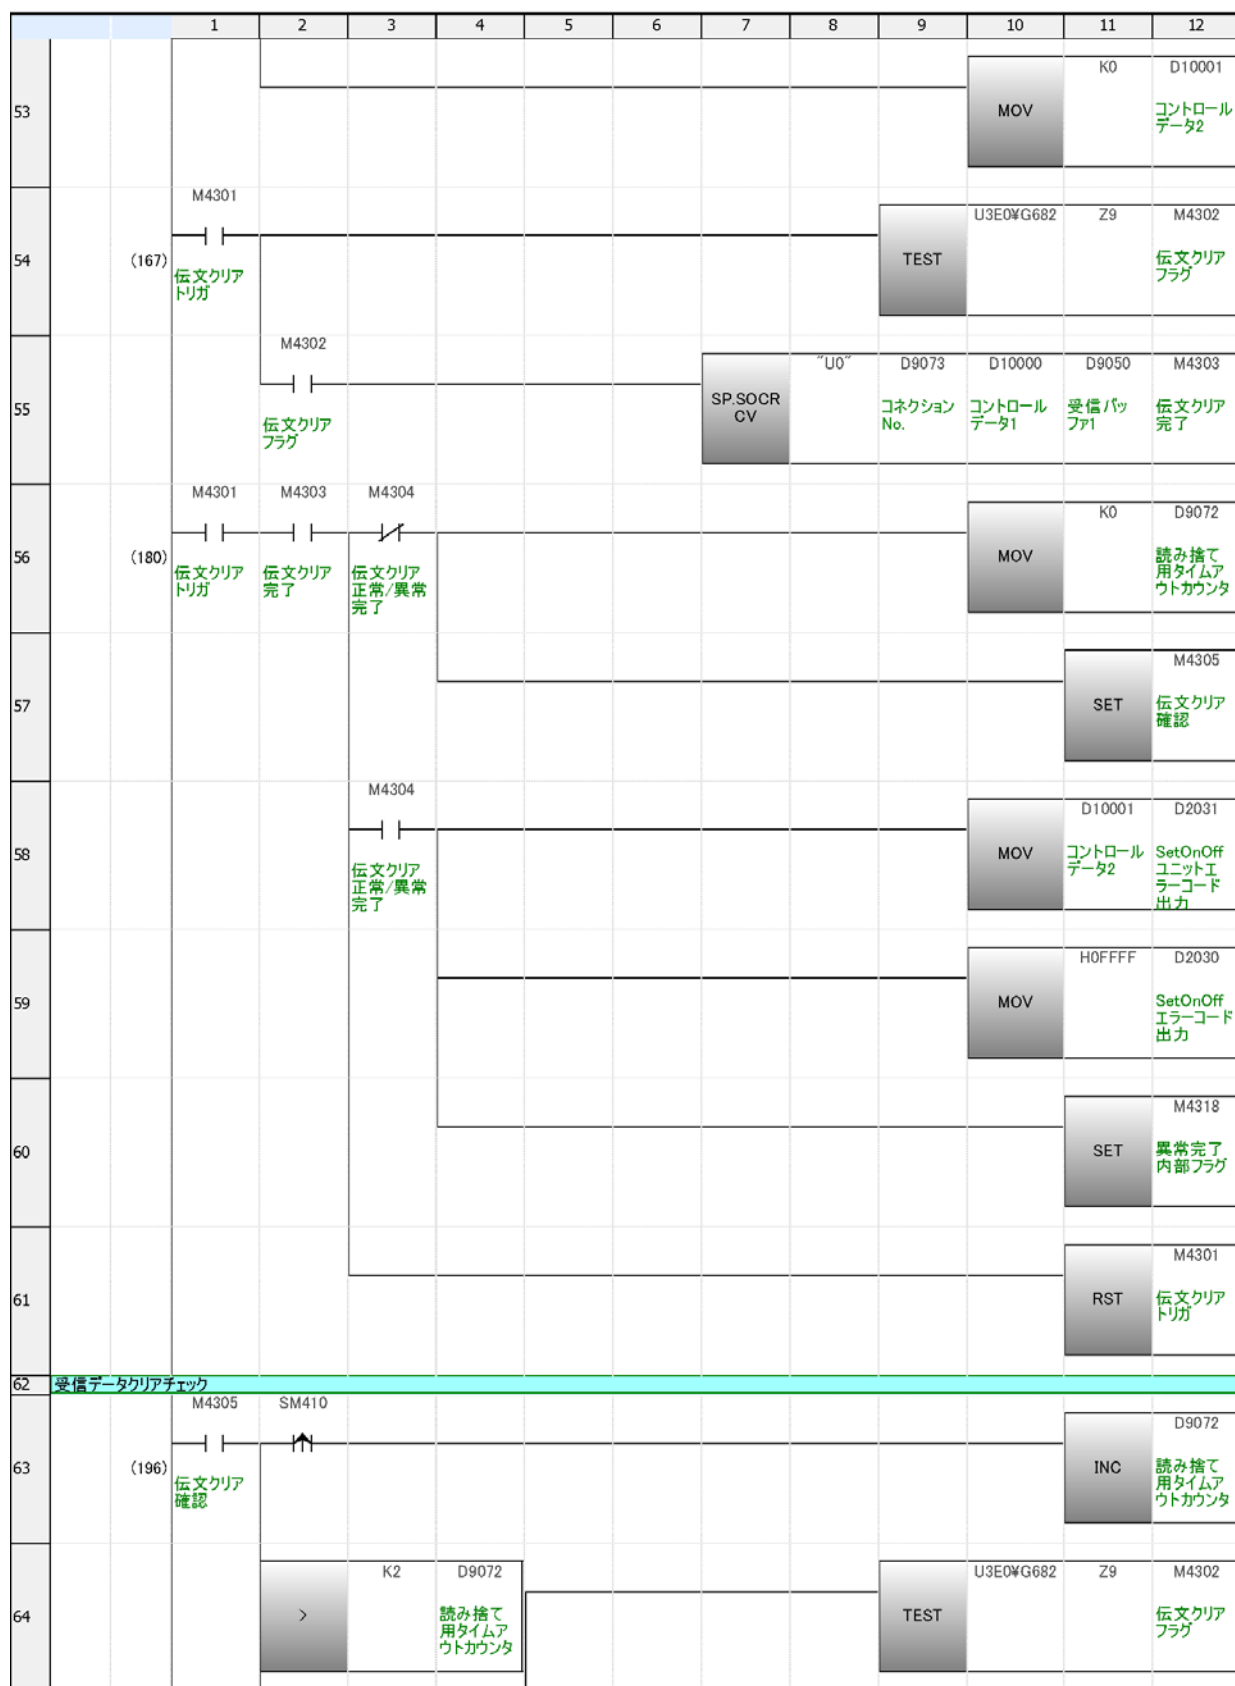 1 2 3 4 5 6 7 8 9 10 11 12
53
MOV
K0
D10001
コントロール
データ2
54
(167)
M4301
伝文クリア
トリガ
TEST
U3E0¥G682
Z9
M4302
伝文クリア
フラグ
55
M4302
伝文クリア
フラグ
SP.SOCR
CV
"U0"
D9073
コネクション
No.
D10000
コントロール
データ1
D9050
受信バッ
ファ1
M4303
伝文クリア
完了
56
(180)
M4301
伝文クリア
トリガ
M4303
伝文クリア
完了
M4304
伝文クリア
正常/異常
完了
MOV
K0
D9072
読み捨て
用タイムア
ウトカウンタ
57
SET
M4305
伝文クリア
確認
58
M4304
伝文クリア
正常/異常
完了
MOV
D10001
コントロール
データ2
D2031
SetOnOff
ユニットエ
ラーコード
出力
59
MOV
H0FFFF
D2030
SetOnOff
エラーコード
出力
60
SET
M4318
異常完了
内部フラグ
61
RST
M4301
伝文クリア
トリガ
62
受信データクリアチェック
63
(196)
M4305
伝文クリア
確認
SM410
INC
D9072
読み捨て
用タイムア
ウトカウンタ
64
>
K2
D9072
読み捨て
用タイムア
ウトカウンタ
TEST
U3E0¥G682
Z9
M4302
伝文クリア
フラグ